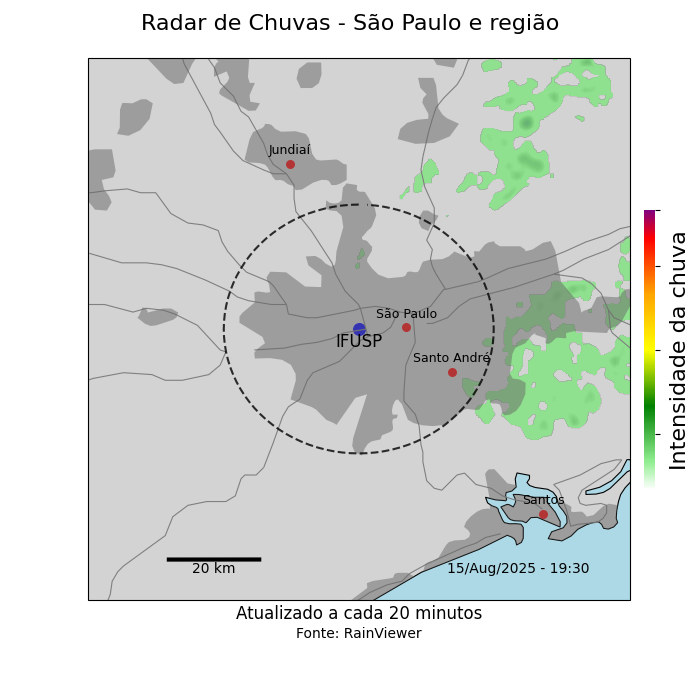 Radar de Chuvas - São Paulo e região
Jundiaí
São Paulo
IFUSP
Santo André
Santos
20 km
15/Aug/2025 - 19:30
Intensidade da chuva
Atualizado a cada 20 minutos
Fonte: RainViewer